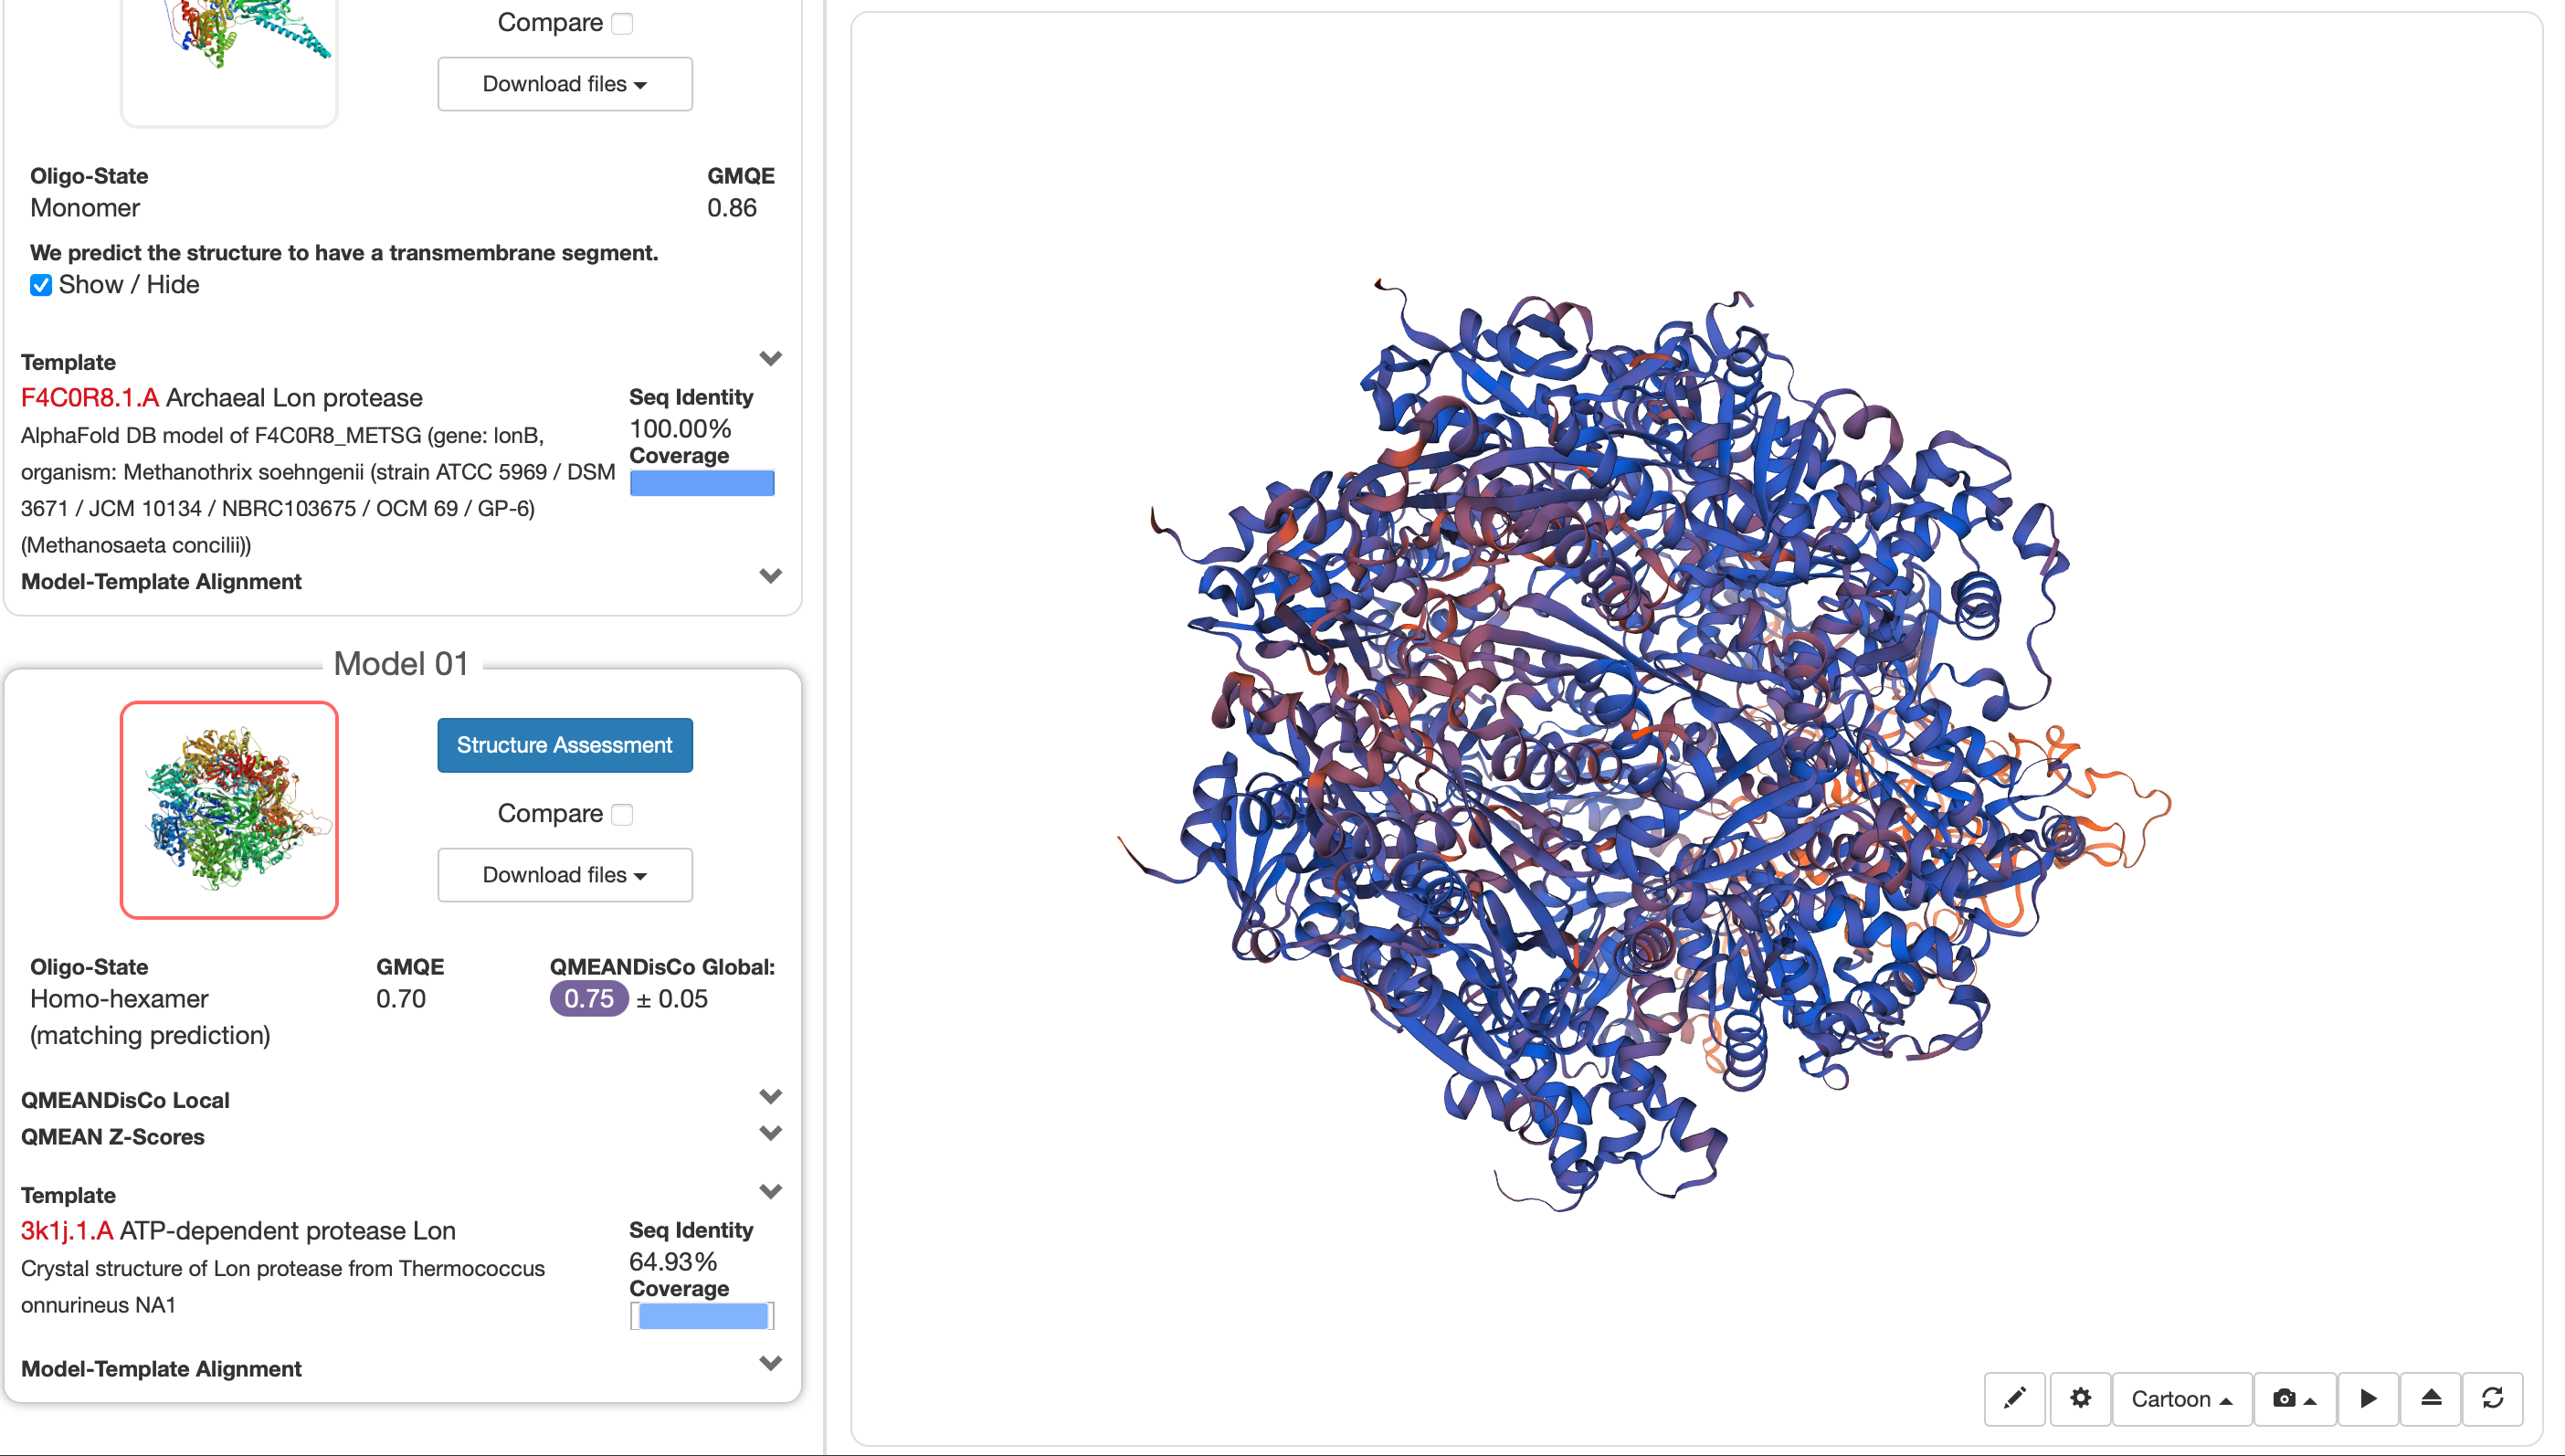 Compare
Download files
Oligo-State GMQE
Monomer 0.86
We predict the structure to have a transmembrane segment.
Show / Hide
Template
F4C0R8.1.A Archaeal Lon protease
Seq Identity
100.00%
Coverage
AlphaFold DB model of F4C0R8_METSG (gene: lonB,
organism: Methanothrix soehngenii (strain ATCC 5969 / DSM
3671 / JCM 10134 / NBRC103675 / OCM 69 / GP-6)
(Methanosaeta concilii))
Model-Template Alignment
Model 01
Structure Assessment
Compare
Download files
Oligo-State GMQE QMEANDisCo Global:
Homo-hexamer 0.70 0.75 ± 0.05
(matching prediction)
QMEANDisCo Local
QMEAN Z-Scores
Template
3k1j.1.A ATP-dependent protease Lon
Seq Identity
64.93%
Coverage
Crystal structure of Lon protease from Thermococcus
onnurineus NA1
Model-Template Alignment
Cartoon